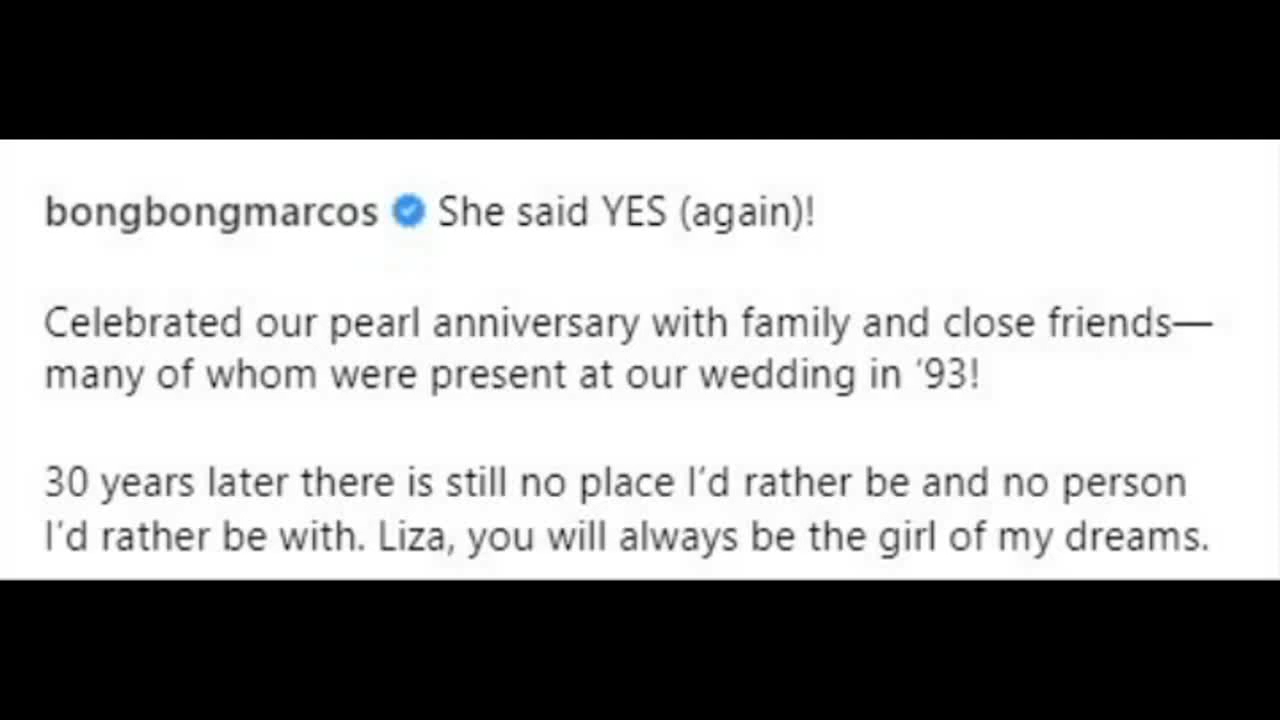 bongbongmarcos She said YES (again)!
Celebrated our pearl anniversary with family and close friends—
many of whom were present at our wedding in ’93!
30 years later there is still no place I’d rather be and no person
I’d rather be with. Liza, you will always be the girl of my dreams.